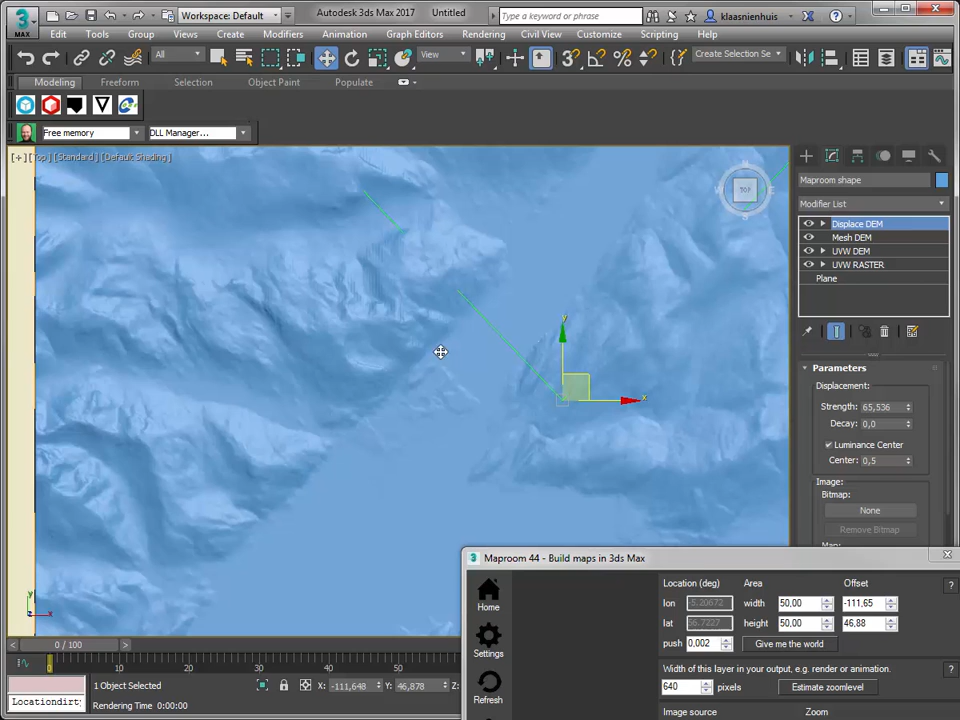 Workspace: Default
Autodesk 3ds Max 2017 Untitled
Type a keyword or phrase
klaasnienhuis
3
MAX
Edit Tools Group Views Create Modifiers Animation Graph Editors Rendering Civil View Customize Scripting Help
All
View
Create Selection Se
Modeling Freeform Selection Object Paint Populate
Free memory
DLL Manager...
[+] [Top] [Standard] [Default Shading]
N
W TOP E
S
Maproom shape
Modifier List
Displace DEM
Mesh DEM
UVW DEM
UVW RASTER
Plane
y
x
Parameters
Displacement:
Strength: 65,536
Decay: 0,0
Luminance Center
Center: 0,5
Image:
Bitmap:
None
Remove Bitmap
3 Maproom 44 - Build maps in 3ds Max
Location (deg) Area Offset
lon width 50,00 -111,65
lat height 50,00 46,88
push 0,002 Give me the world
Home
Settings
Refresh
Width of this layer in your output, e.g. render or animation.
640 pixels Estimate zoomlevel
Image source Zoom
?
?
y
z x
0 / 100
0 10 20 30 40 50
1 Object Selected
X: -111,648 Y: 46,878 Z:
Rendering Time 0:00:00